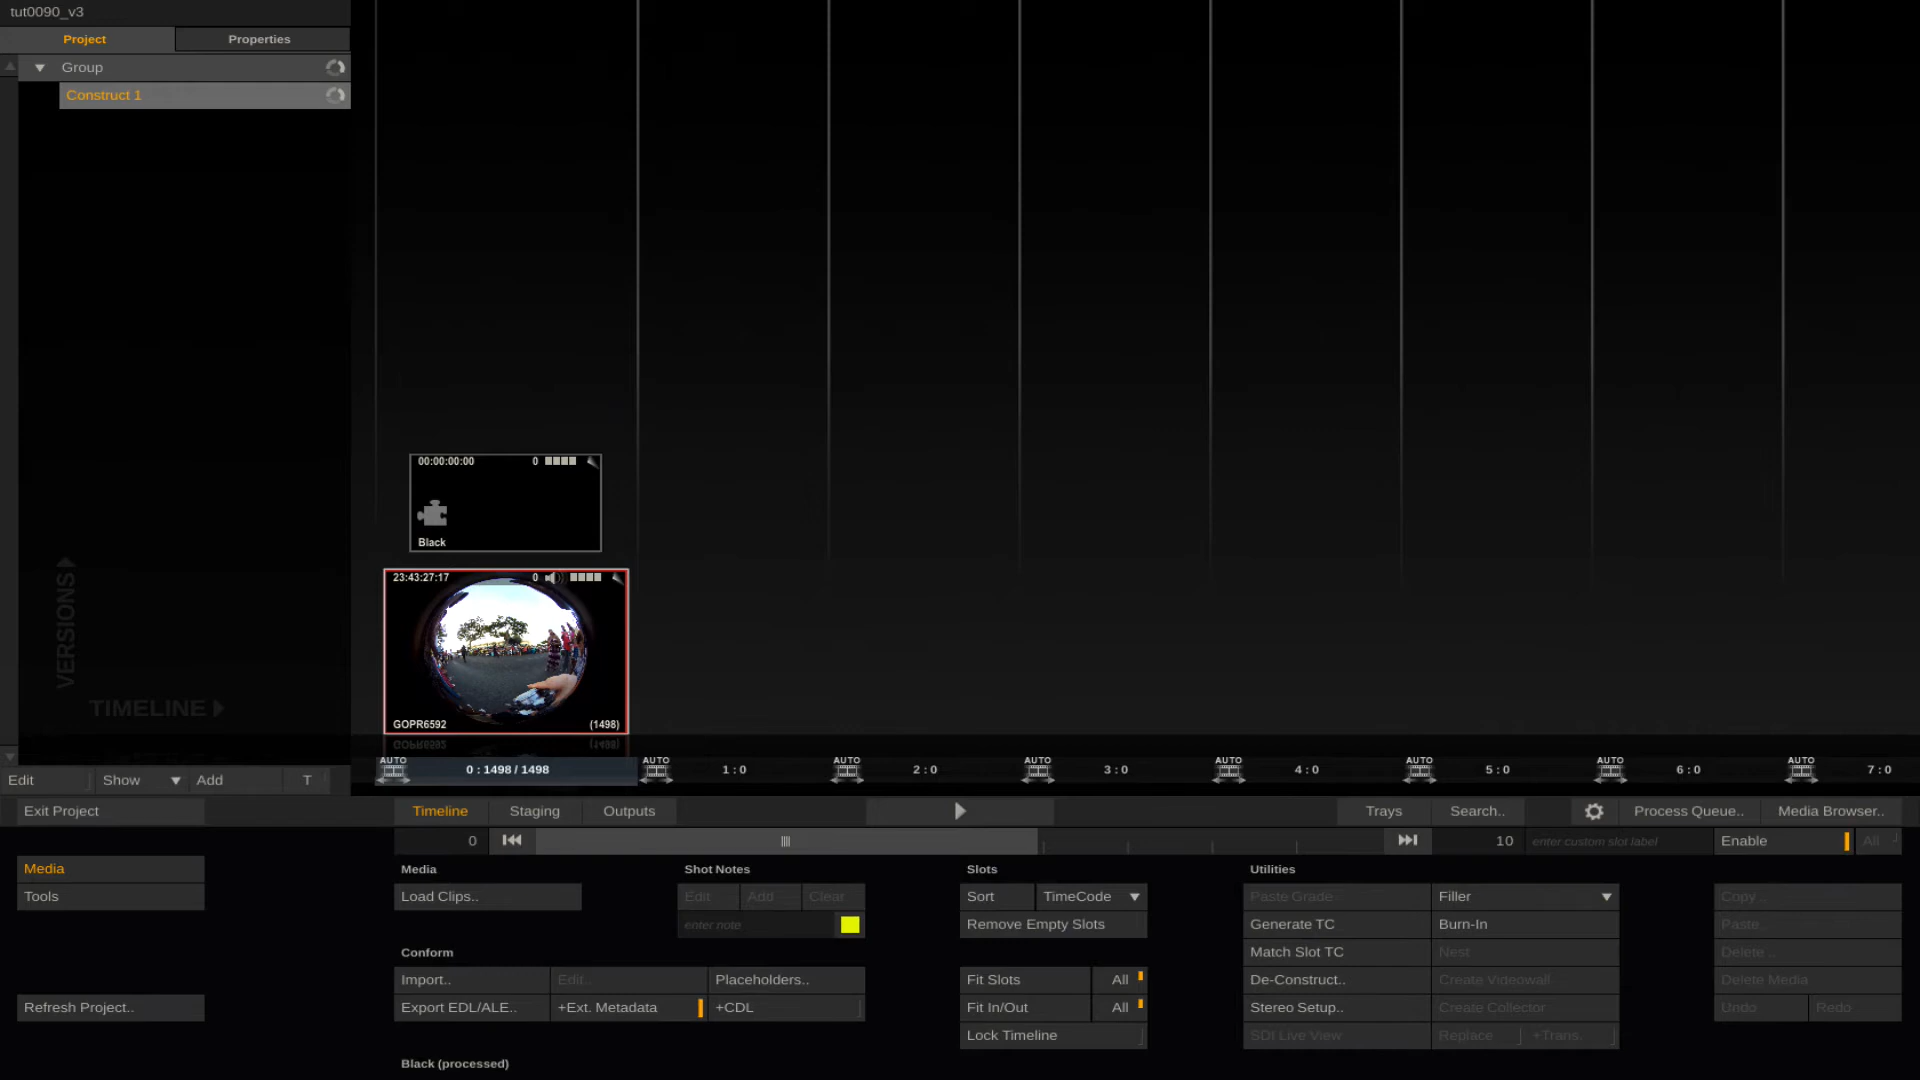 tut0090_v3
Project
Properties
Group
Construct 1
00:00:00:00 0
Black
23:43:27:17 0
GOPR6592 (1498)
GOPR6592 (1498)
VERSIONS
TIMELINE
AUTO 0 : 1498 / 1498 AUTO 1 : 0 AUTO 2 : 0 AUTO 3 : 0 AUTO 4 : 0 AUTO 5 : 0 AUTO 6 : 0 AUTO 7 : 0
Edit Show Add T
Exit Project Timeline Staging Outputs Trays Search.. Process Queue.. Media Browser..
0 10 enter custom slot label Enable All
Media Media Shot Notes Slots Utilities
Tools Load Clips.. Edit Add Clear Sort TimeCode Paste Grade Filler Copy..
enter note Remove Empty Slots Generate TC Burn-In Paste..
Conform Match Slot TC Nest Delete ..
Import.. Edit.. Placeholders.. Fit Slots All De-Construct.. Create Videowall Delete Media
Refresh Project.. Export EDL/ALE.. +Ext. Metadata +CDL Fit In/Out All Stereo Setup.. Create Collector Undo Redo
Lock Timeline SDI Live View Replace +Trans.
Black (processed)